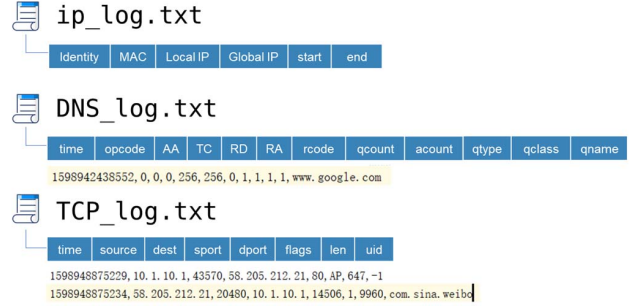 ip_log.txt
Identity MAC Local IP Global IP start end
DNS_log.txt
time opcode AA TC RD RA rcode qcount acount qtype qclass qname
1598942438552,0,0,0,256,256,0,1,1,1,1,www.google.com
TCP_log.txt
time source dest sport dport flags len uid
1598948875229,10.1.10.1,43570,58.205.212.21,80,AP,647,-1
1598948875234,58.205.212.21,20480,10.1.10.1,14506,1,9960,com.sina.weibo